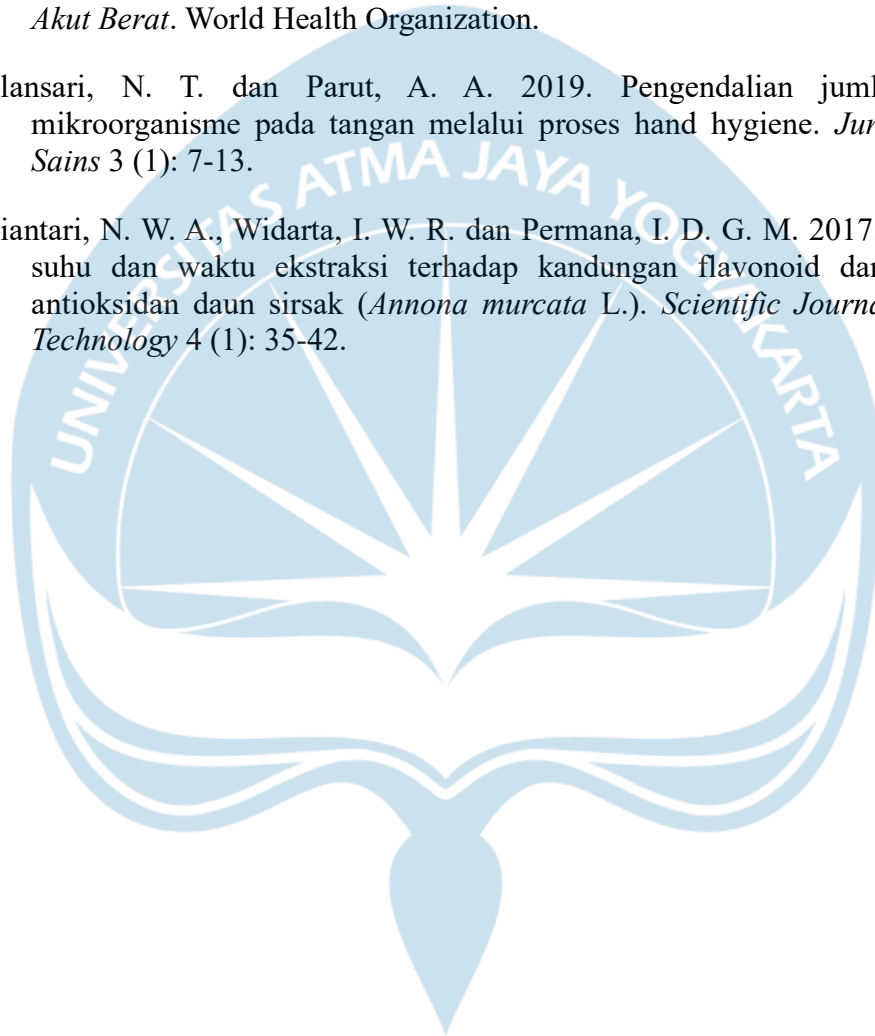 Akut Berat. World Health Organization.
lansari, N. T. dan Parut, A. A. 2019. Pengendalian juml
mikroorganisme pada tangan melalui proses hand hygiene. Jur
Sains 3 (1): 7-13.
iantari, N. W. A., Widarta, I. W. R. dan Permana, I. D. G. M. 2017
suhu dan waktu ekstraksi terhadap kandungan flavonoid dan
antioksidan daun sirsak (Annona murcata L.). Scientific Journa
Technology 4 (1): 35-42.
UNIVERSITAS ATMA JAYA YOGYAKARTA